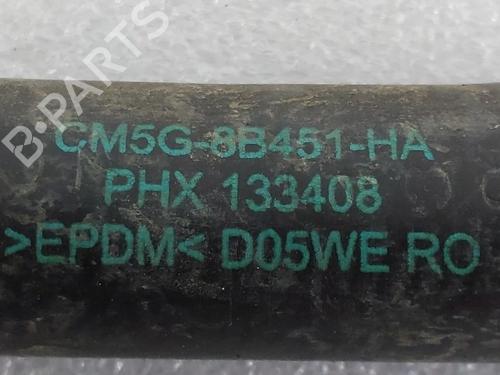 B-PARTS
CM5G-8B451-HA
PHX 133408
>EPDM< D05WE RO